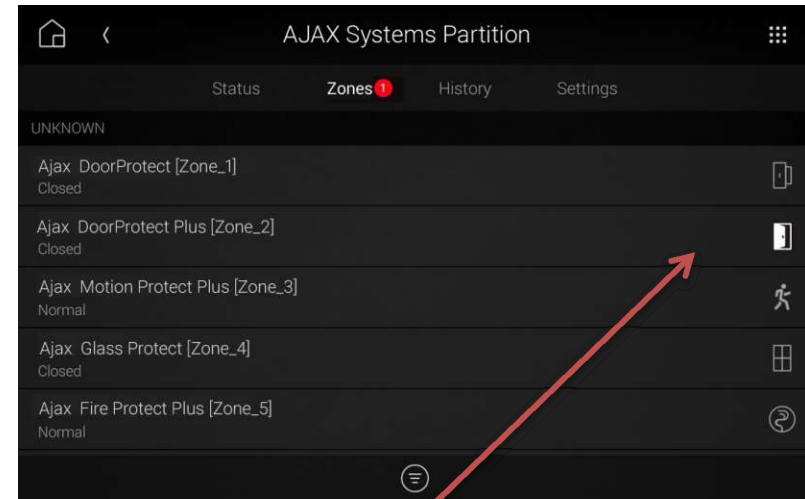 AJAX Systems Partition
Status Zones 1 History Settings
UNKNOWN
Ajax DoorProtect [Zone_1]
Closed
Ajax DoorProtect Plus [Zone_2]
Closed
Ajax Motion Protect Plus [Zone_3]
Normal
Ajax Glass Protect [Zone_4]
Closed
Ajax Fire Protect Plus [Zone_5]
Normal